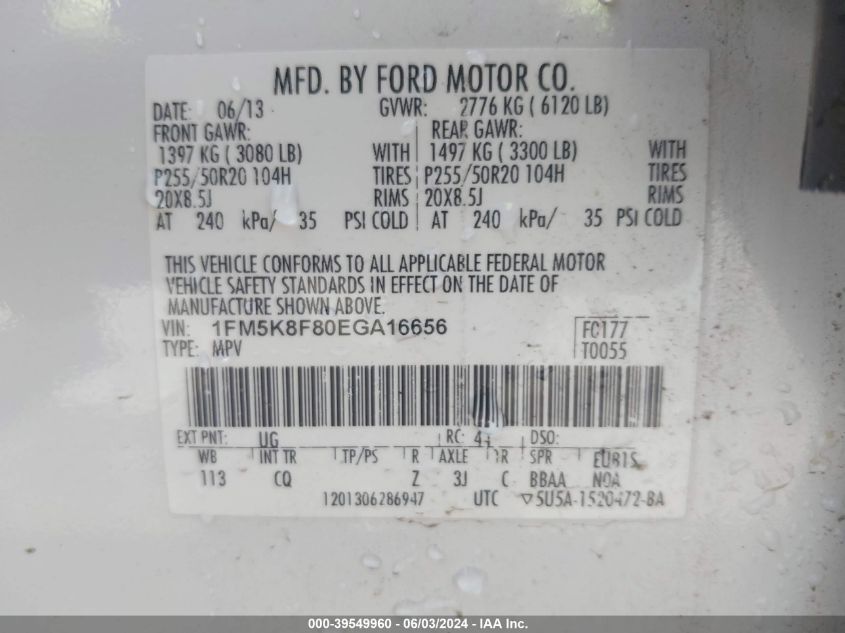 MFD. BY FORD MOTOR CO.
DATE: 06/13 GVWR: 2776 KG ( 6120 LB)
FRONT GAWR: REAR GAWR:
1397 KG ( 3080 LB) WITH 1497 KG ( 3300 LB) WITH
P255/50R20 104H TIRES P255/50R20 104H TIRES
20X8.5J RIMS 20X8.5J RIMS
AT 240 kPa/ 35 PSI COLD AT 240 kPa/ 35 PSI COLD
THIS VEHICLE CONFORMS TO ALL APPLICABLE FEDERAL MOTOR
VEHICLE SAFETY STANDARDS IN EFFECT ON THE DATE OF
MANUFACTURE SHOWN ABOVE.
VIN: 1FM5K8F80EGA16656 FC177
TYPE: MPV T0055
EXT PNT: UG RC: 41 DSO:
WB INT TR TP/PS R AXLE TR SPR EUB1S
113 CQ Z 3J C BBAA NOA
1201306286947 UTC ▽5U5A-1520472-BA
000-39549960 - 06/03/2024 - IAA Inc.